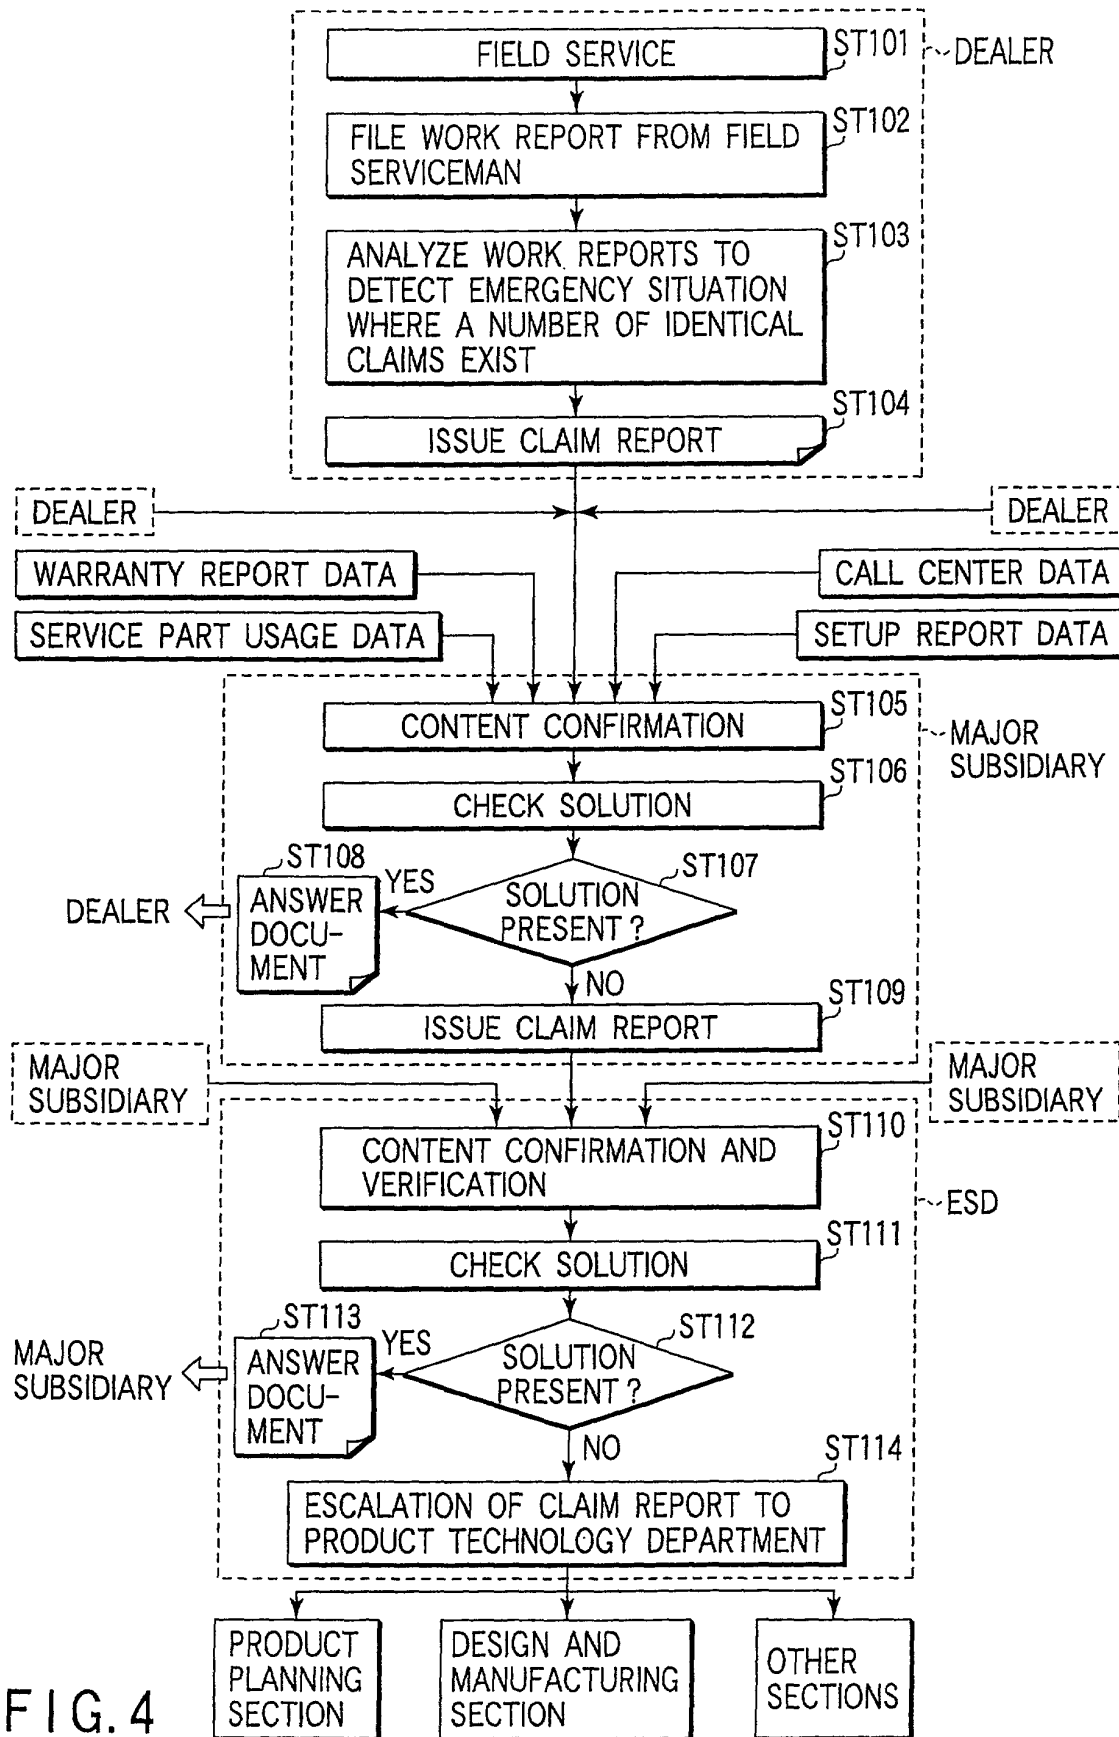 FIELD SERVICE
ST101
DEALER
FILE WORK REPORT FROM FIELD
SERVICEMAN
ST102
ANALYZE WORK REPORTS TO
DETECT EMERGENCY SITUATION
WHERE A NUMBER OF IDENTICAL
CLAIMS EXIST
ST103
ISSUE CLAIM REPORT
ST104
DEALER
DEALER
WARRANTY REPORT DATA
CALL CENTER DATA
SERVICE PART USAGE DATA
SETUP REPORT DATA
CONTENT CONFIRMATION
ST105
MAJOR
SUBSIDIARY
CHECK SOLUTION
ST106
SOLUTION
PRESENT?
ST107
YES
ST108
ANSWER
DOCU-
MENT
DEALER
NO
ISSUE CLAIM REPORT
ST109
MAJOR
SUBSIDIARY
MAJOR
SUBSIDIARY
CONTENT CONFIRMATION AND
VERIFICATION
ST110
ESD
CHECK SOLUTION
ST111
SOLUTION
PRESENT?
ST112
YES
ST113
ANSWER
DOCU-
MENT
MAJOR
SUBSIDIARY
NO
ESCALATION OF CLAIM REPORT TO
PRODUCT TECHNOLOGY DEPARTMENT
ST114
PRODUCT
PLANNING
SECTION
DESIGN AND
MANUFACTURING
SECTION
OTHER
SECTIONS
FIG. 4